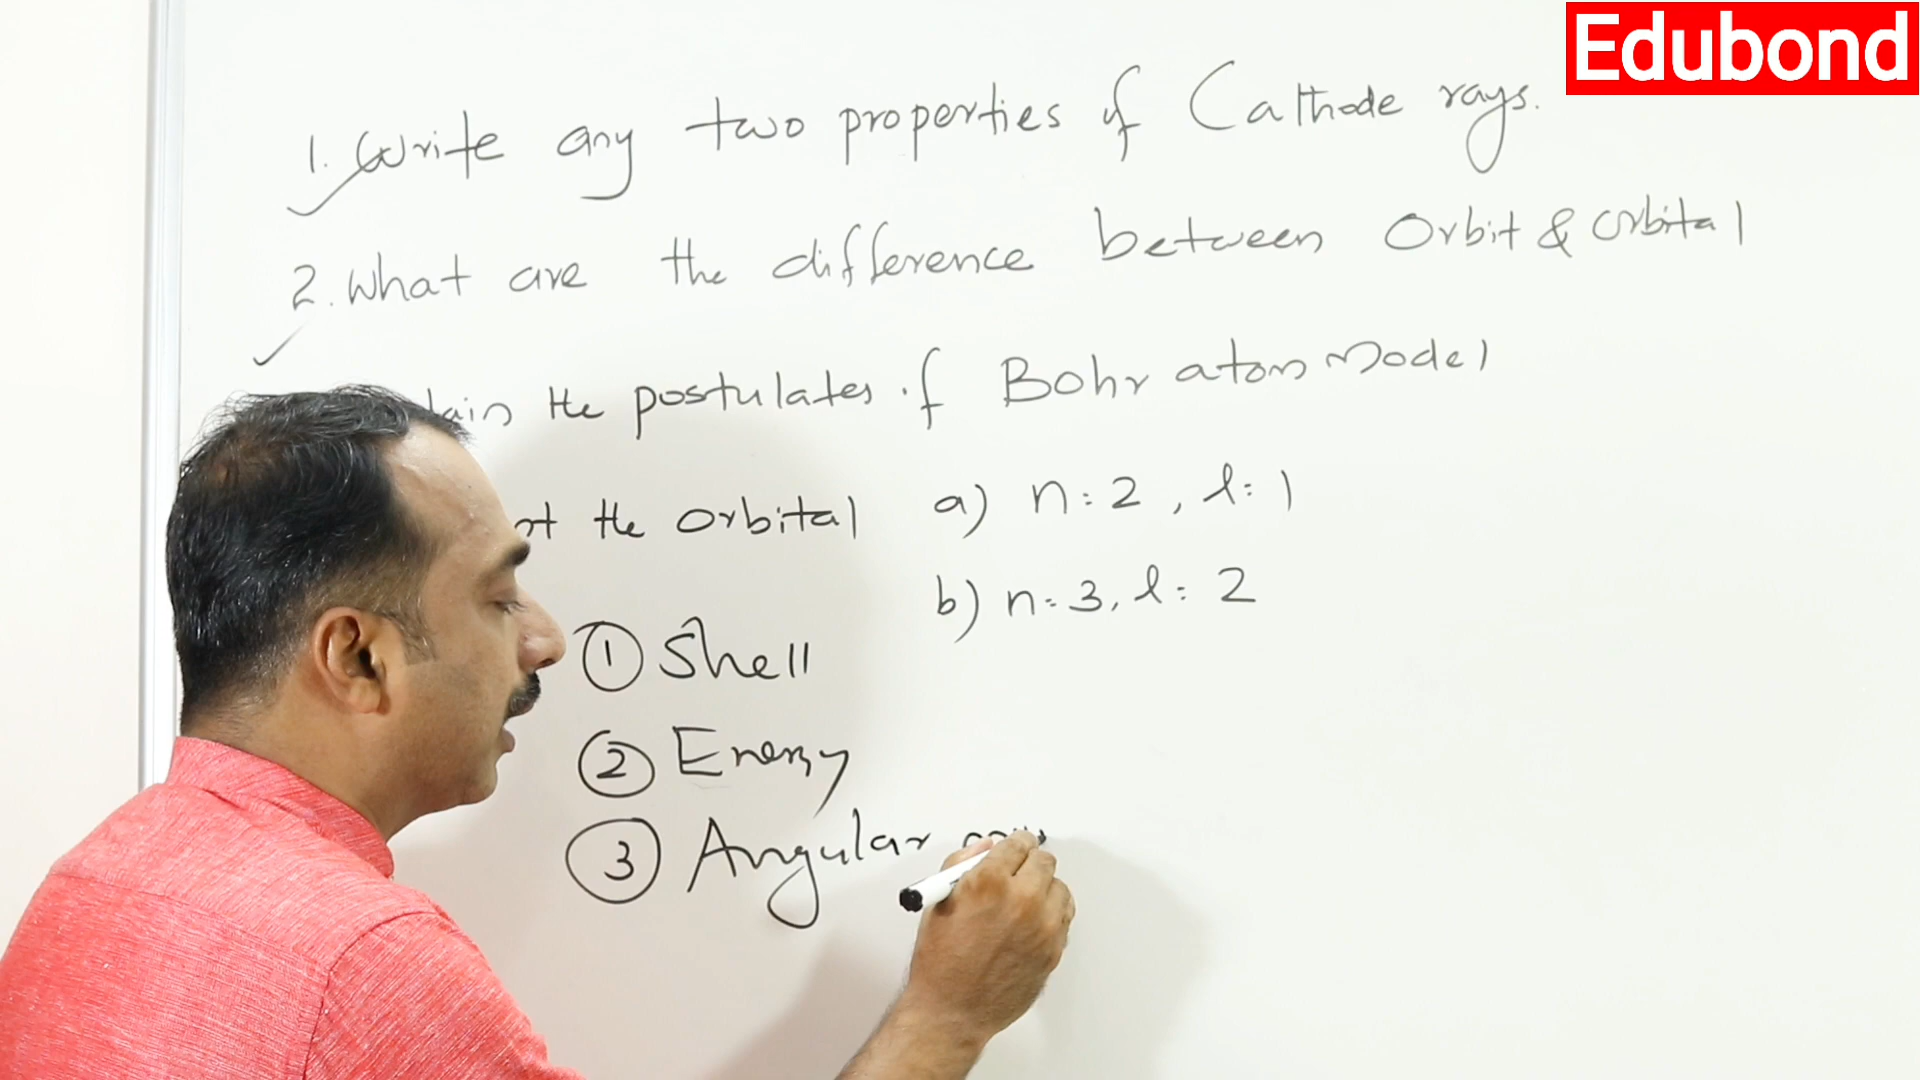 Edubond
1. Write any two properties of Cathode rays.
2. What are the difference between Orbit & Orbital
the postulates of Bohr atom Model
the orbital a) n=2, l=1
b) n=3, l=2
① Shell
② Energy
③ Angular